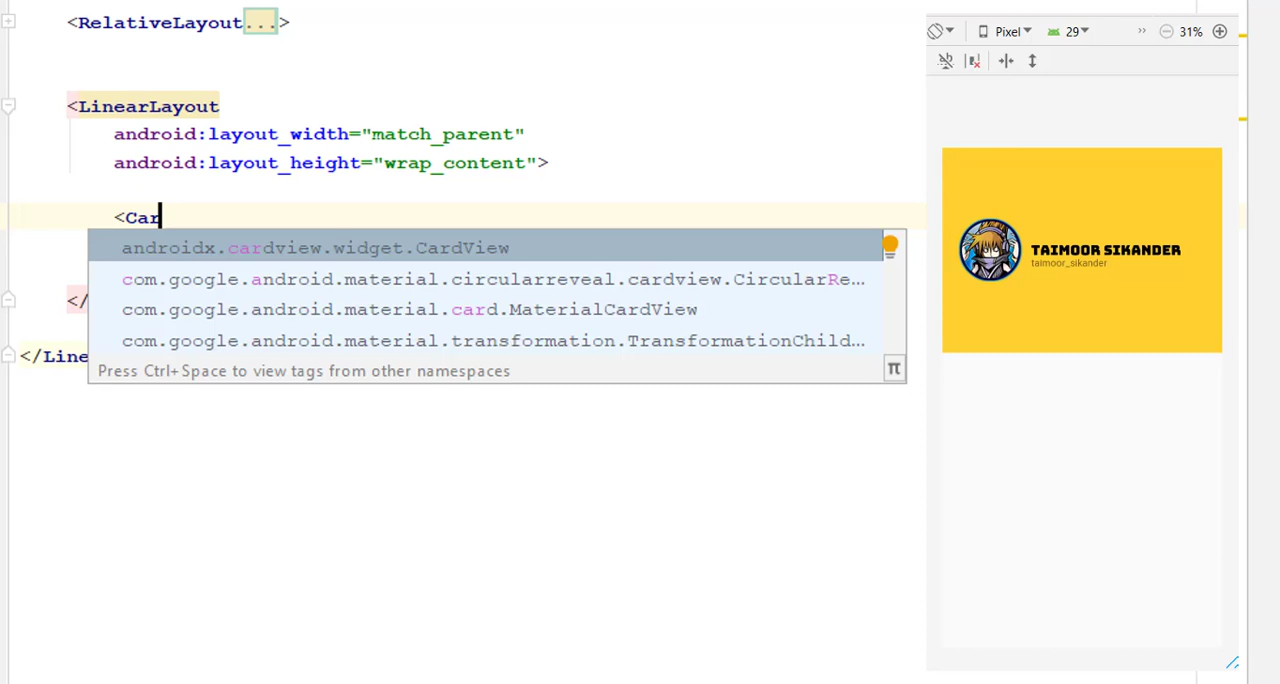 <RelativeLayout...>
<LinearLayout
android:layout_width="match_parent"
android:layout_height="wrap_content">
<Car
androidx.cardview.widget.CardView
com.google.android.material.circularreveal.cardview.CircularRe...
com.google.android.material.card.MaterialCardView
com.google.android.material.transformation.TransformationChild...
Press Ctrl+Space to view tags from other namespaces
π
</
</Line
Pixel 29 ›› 31%
TAIMOOR SIKANDER
taimoor_sikander